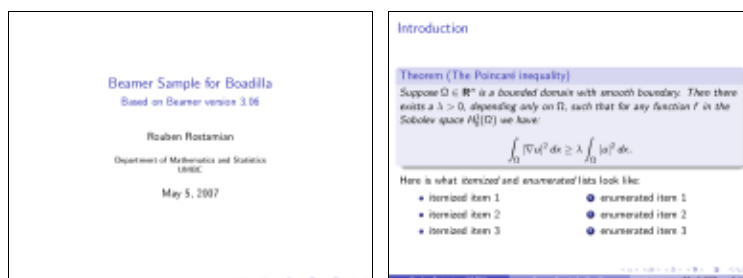 Beamer Sample for Boadilla
Based on Beamer version 3.06
Rouben Rostamian
Department of Mathematics and Statistics
UMBC
May 5, 2007
Introduction
Theorem (The Poincaré inequality)
Suppose Ω ∈ Rⁿ is a bounded domain with smooth boundary. Then there
exists a λ > 0, depending only on Ω, such that for any function f in the
Sobolev space H¹₀(Ω) we have:
∫_Ω |∇u|² dx ≥ λ ∫_Ω |u|² dx.
Here is what itemized and enumerated lists look like:
• itemized item 1
• itemized item 2
• itemized item 3
1 enumerated item 1
2 enumerated item 2
3 enumerated item 3